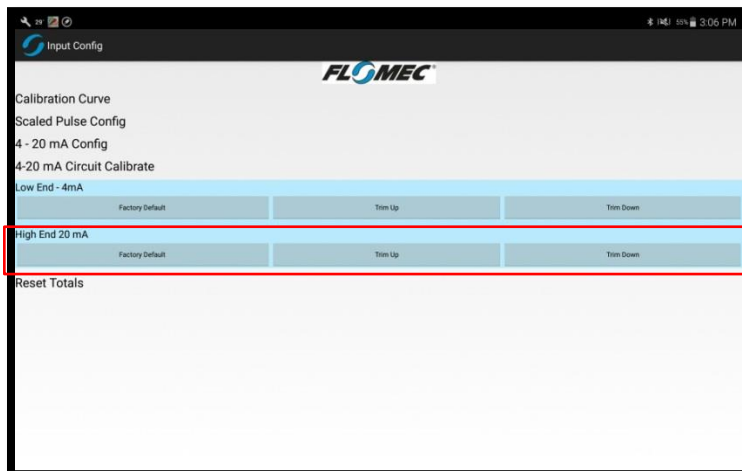 29° 55% 3:06 PM
Input Config
FLOMEC
Calibration Curve
Scaled Pulse Config
4 - 20 mA Config
4-20 mA Circuit Calibrate
Low End - 4mA
Factory Default Trim Up Trim Down
High End 20 mA
Factory Default Trim Up Trim Down
Reset Totals